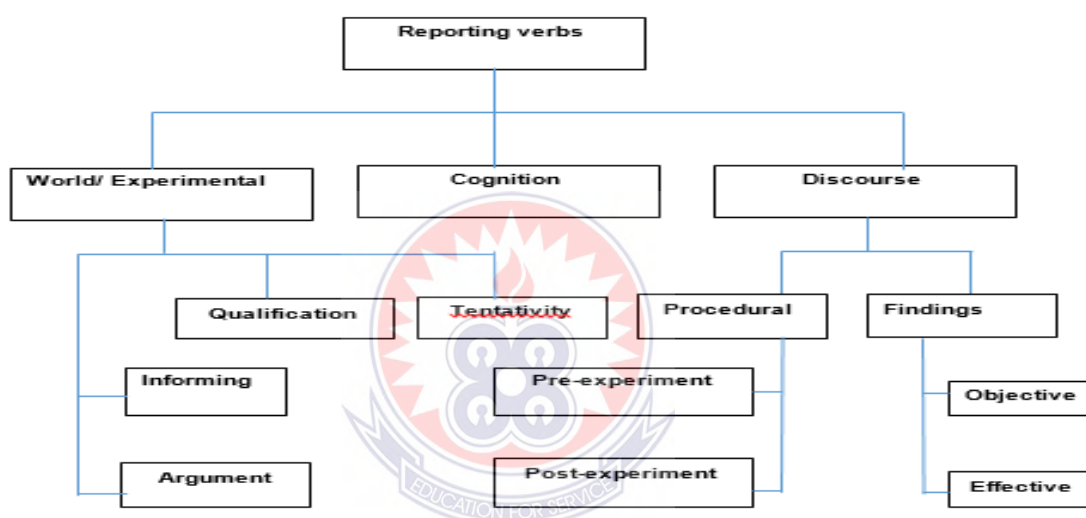 Reporting verbs
World/ Experimental
Cognition
Discourse
Qualification
Tentativity
Procedural
Findings
Informing
Pre-experiment
Objective
Argument
Post-experiment
Effective
EDUCATION FOR SERVICE